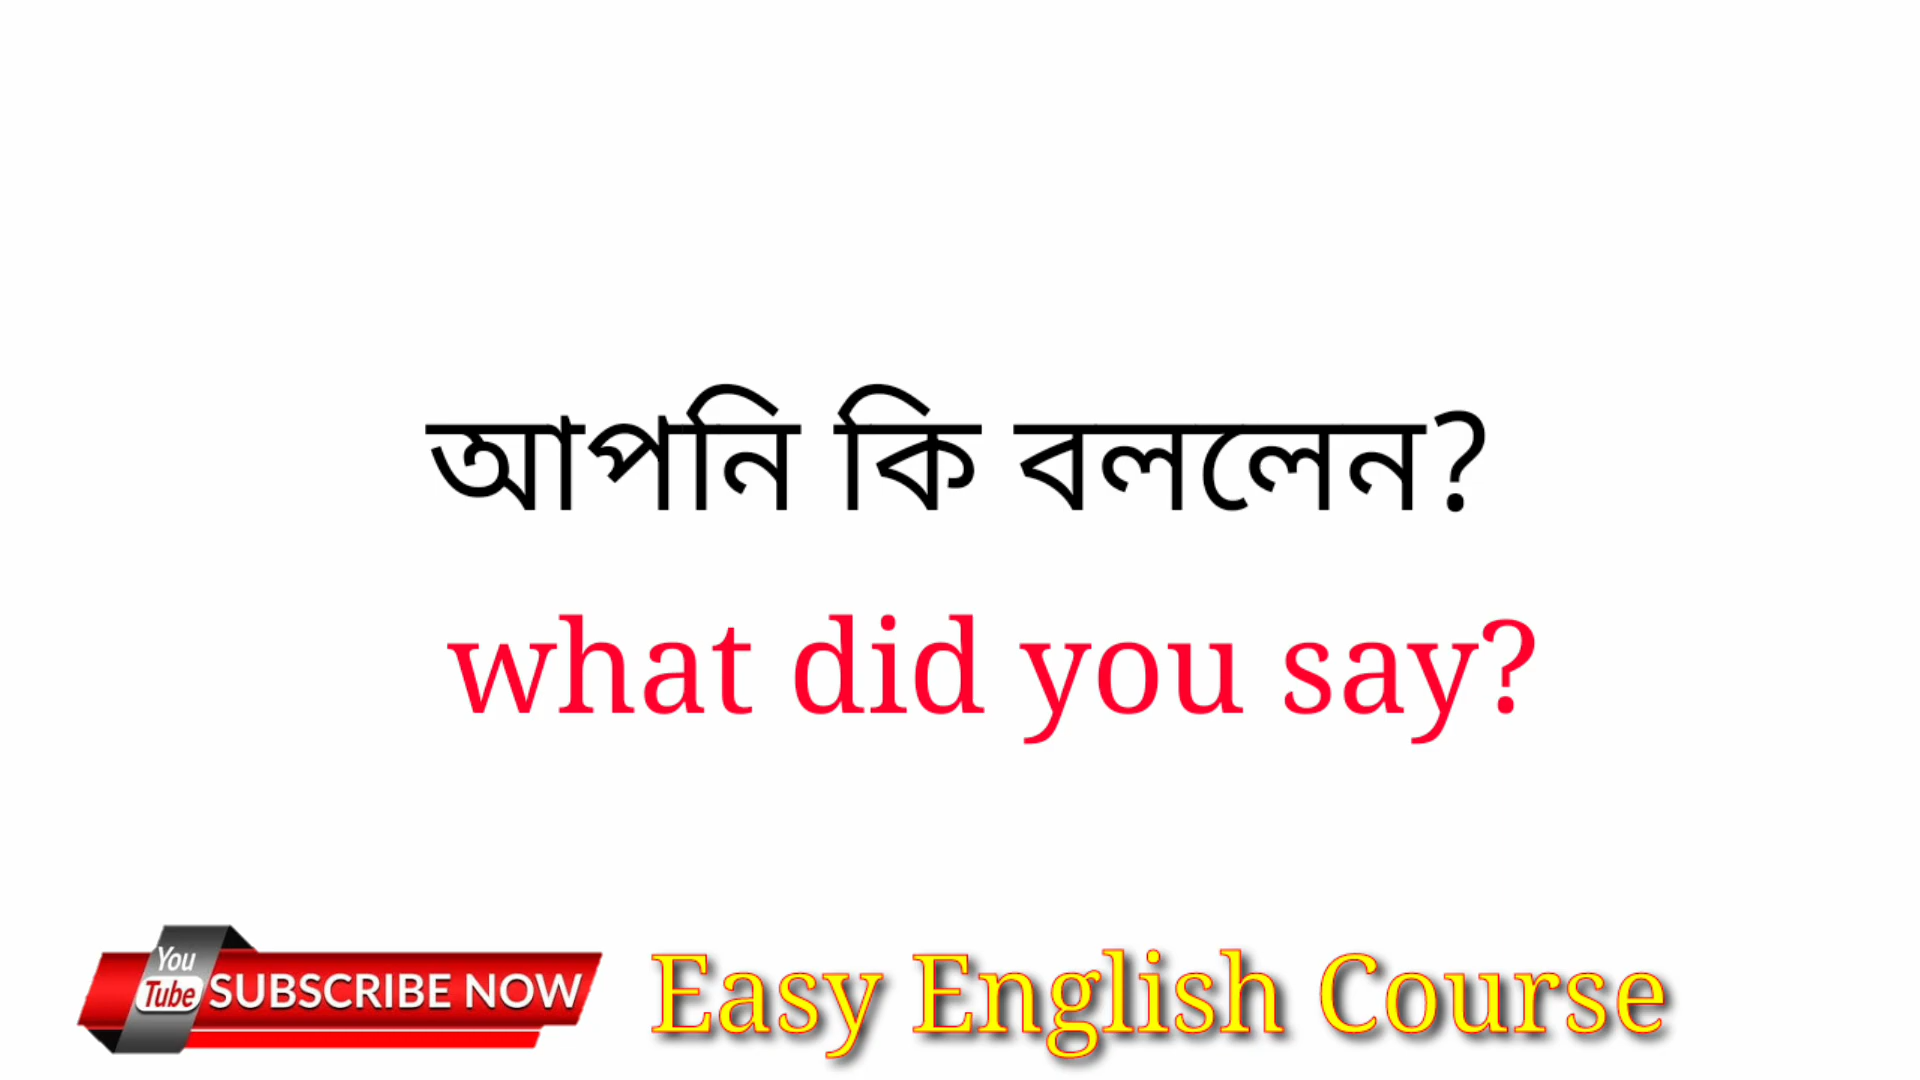 আপনি কি বললেন?
what did you say?
You
Tube SUBSCRIBE NOW
Easy English Course